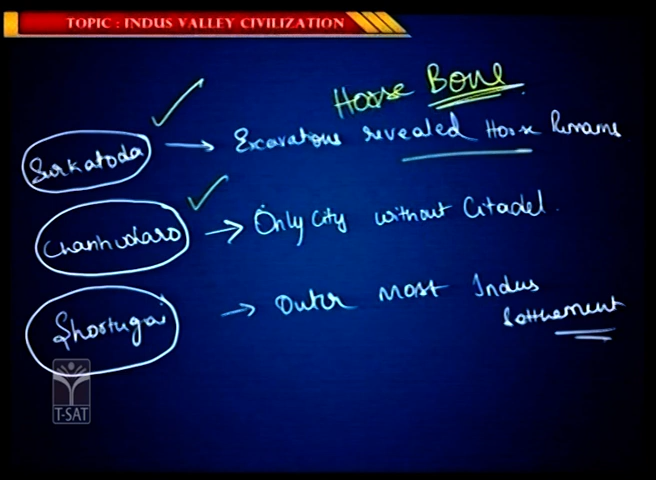 TOPIC : INDUS VALLEY CIVILIZATION
Horse Bone
Surkatoda → Excavations revealed Horse Remains
Chanhudaro → Only City without Citadel.
Shortugai → Outer most Indus
Settlement
T-SAT